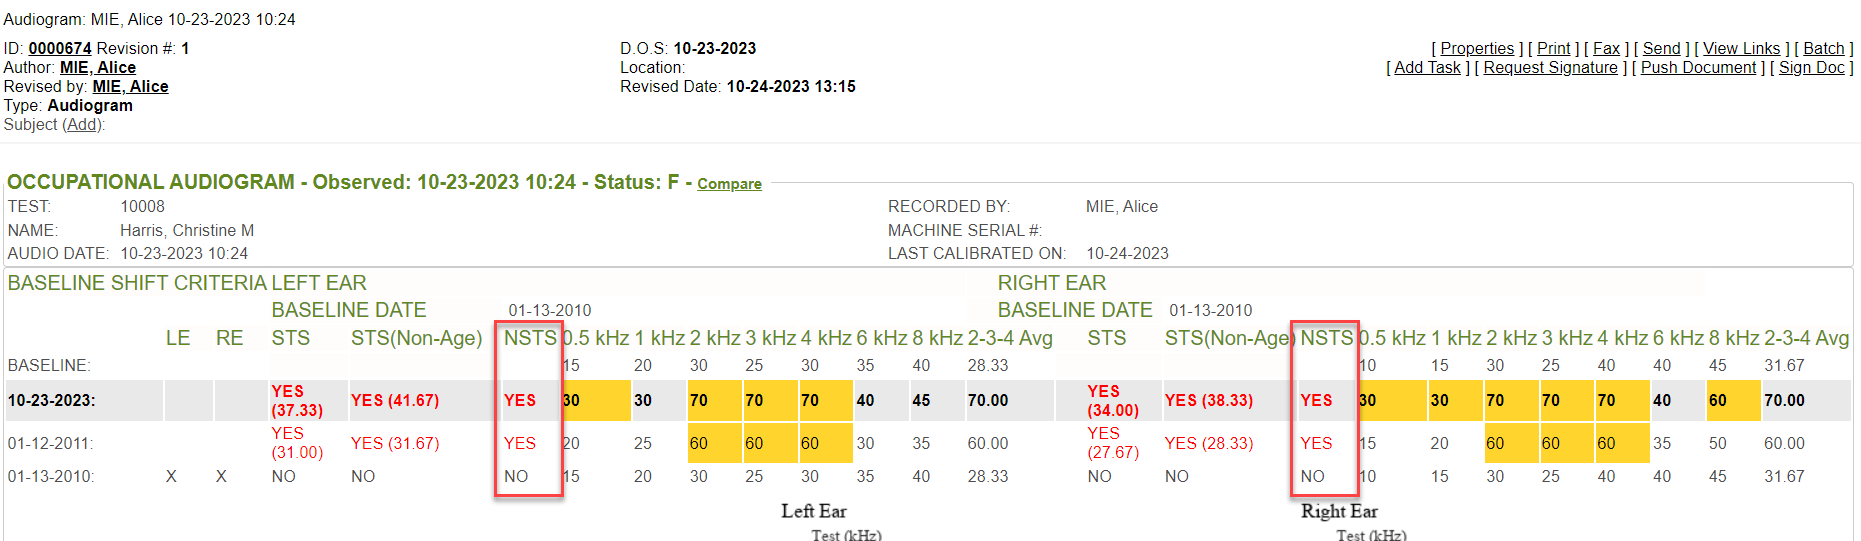 Audiogram: MIE, Alice 10-23-2023 10:24
ID: 0000674 Revision #: 1 D.O.S: 10-23-2023 [ Properties ] [ Print ] [ Fax ] [ Send ] [ View Links ] [ Batch ]
Author: MIE, Alice Location: [ Add Task ] [ Request Signature ] [ Push Document ] [ Sign Doc ]
Revised by: MIE, Alice Revised Date: 10-24-2023 13:15
Type: Audiogram
Subject (Add):
OCCUPATIONAL AUDIOGRAM - Observed: 10-23-2023 10:24 - Status: F - Compare
TEST: 10008 RECORDED BY: MIE, Alice
NAME: Harris, Christine M MACHINE SERIAL #:
AUDIO DATE: 10-23-2023 10:24 LAST CALIBRATED ON: 10-24-2023
BASELINE SHIFT CRITERIA LEFT EAR RIGHT EAR
BASELINE DATE 01-13-2010 BASELINE DATE 01-13-2010
LE RE STS STS(Non-Age) NSTS 0.5 kHz 1 kHz 2 kHz 3 kHz 4 kHz 6 kHz 8 kHz 2-3-4 Avg STS STS(Non-Age) NSTS 0.5 kHz 1 kHz 2 kHz 3 kHz 4 kHz 6 kHz 8 kHz 2-3-4 Avg
BASELINE: 15 20 30 25 30 35 40 28.33 10 15 30 25 40 40 45 31.67
10-23-2023: YES (37.33) YES (41.67) YES 30 30 70 70 70 40 45 70.00 YES (34.00) YES (38.33) YES 30 30 70 70 70 40 60 70.00
01-12-2011: YES (31.00) YES (31.67) YES 20 25 60 60 60 30 35 60.00 YES (27.67) YES (28.33) YES 15 20 60 60 60 35 50 60.00
01-13-2010: X X NO NO NO 15 20 30 25 30 35 40 28.33 NO NO NO 10 15 30 25 40 40 45 31.67
Left Ear Right Ear
Test (kHz) Test (kHz)